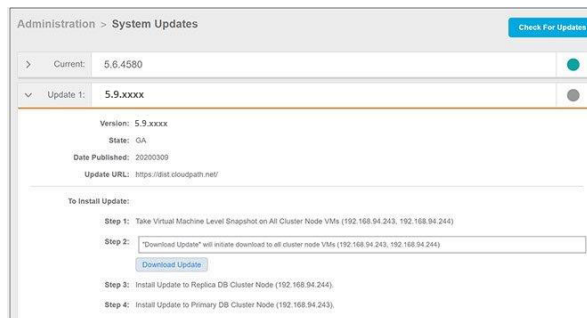 Administration > System Updates
Check For Updates
Current: 5.6.4580
Update 1: 5.9.xxxx
Version: 5.9.xxxx
State: GA
Date Published: 20200309
Update URL: https://dist.cloudpath.net/
To Install Update:
Step 1: Take Virtual Machine Level Snapshot on All Cluster Node VMs (192.168.94.243, 192.168.94.244)
Step 2: "Download Update" will initiate download to all cluster node VMs (192.168.94.243, 192.168.94.244)
Download Update
Step 3: Install Update to Replica DB Cluster Node (192.168.94.244).
Step 4: Install Update to Primary DB Cluster Node (192.168.94.243).